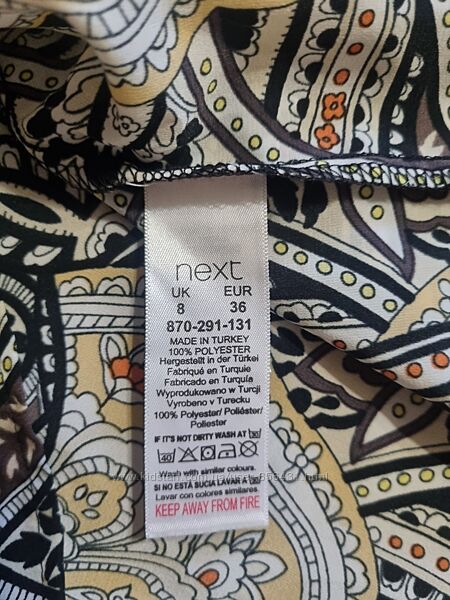 next
UK EUR
8 36
870-291-131
MADE IN TURKEY
100% POLYESTER
Hergestellt in der Türkei
Fabriqué en Turquie
Fabricado en Turquía
Wyprodukowano w Turcji
Vyrobeno v Turecku
100% Polyester/ Poliéster/
Poliester
IF IT'S NOT DIRTY WASH AT 30
40
Wash with similar colours.
SI NO ESTÁ SUCIA LAVAR A 30
Lavar con colores similares.
KEEP AWAY FROM FIRE